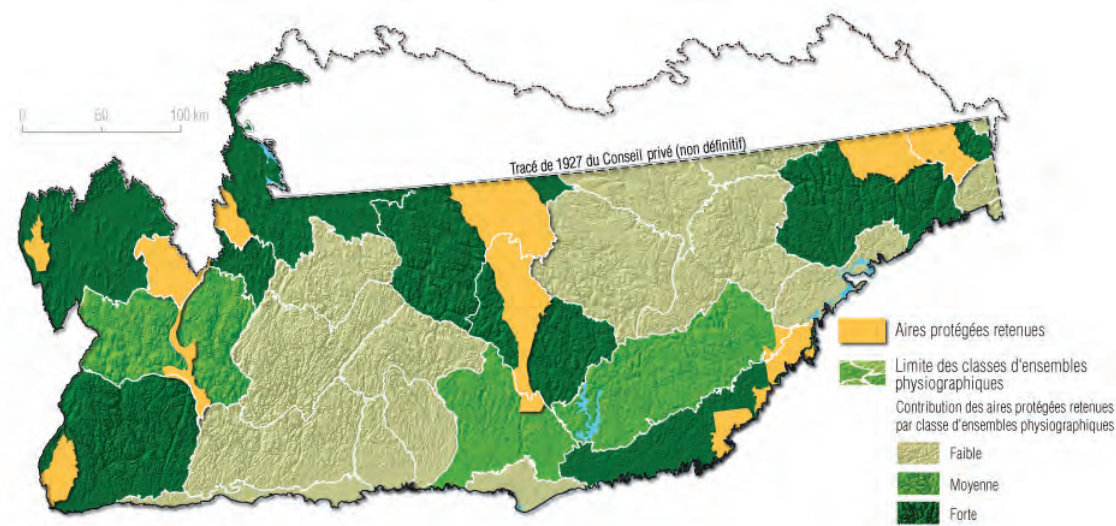 0 50 100 km
Tracé de 1927 du Conseil privé (non définitif)
Aires protégées retenues
Limite des classes d'ensembles
physiographiques
Contribution des aires protégées retenues
par classe d'ensembles physiographiques
Faible
Moyenne
Forte